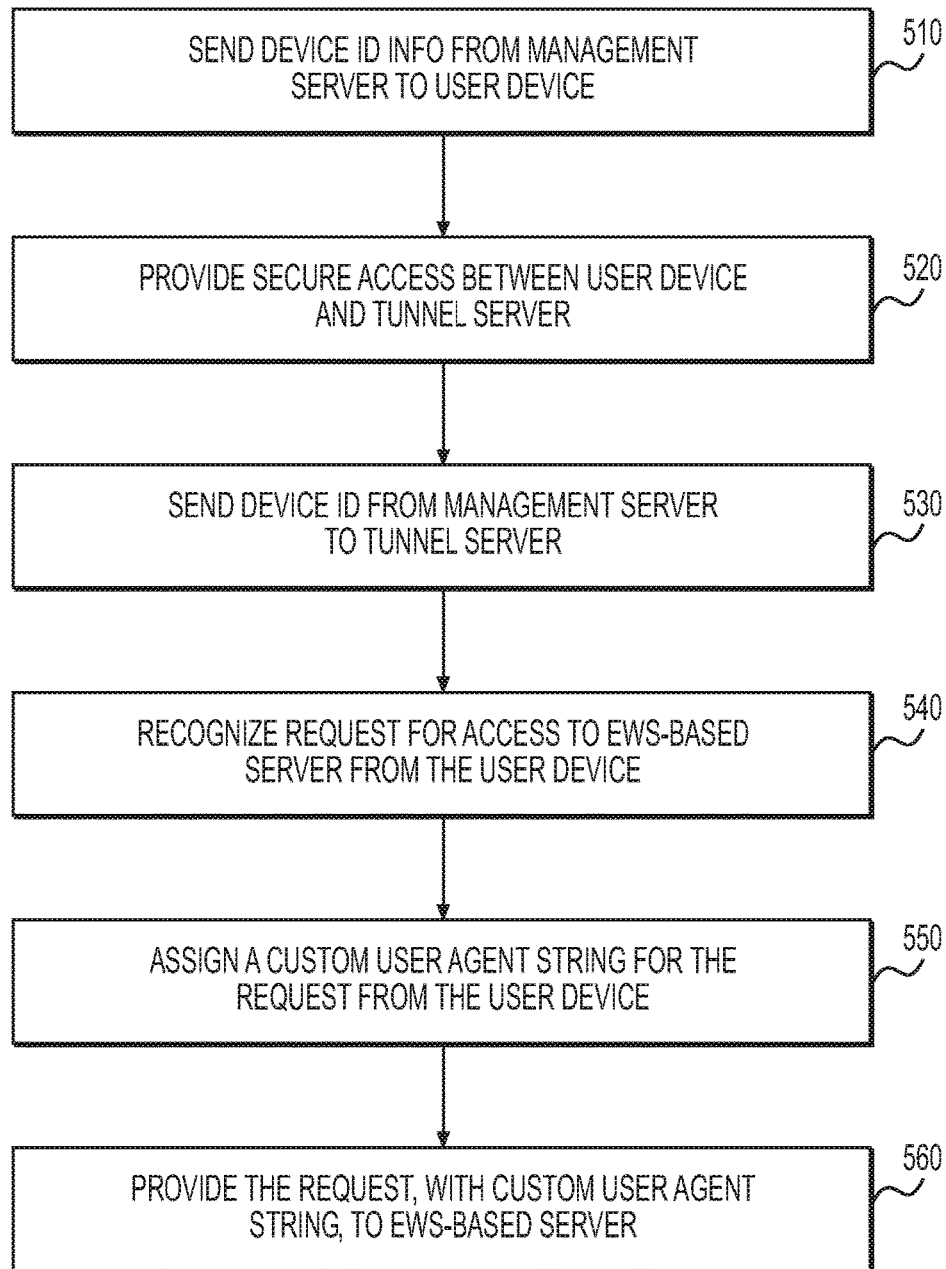 SEND DEVICE ID INFO FROM MANAGEMENT
SERVER TO USER DEVICE
510
PROVIDE SECURE ACCESS BETWEEN USER DEVICE
AND TUNNEL SERVER
520
SEND DEVICE ID FROM MANAGEMENT SERVER
TO TUNNEL SERVER
530
RECOGNIZE REQUEST FOR ACCESS TO EWS-BASED
SERVER FROM THE USER DEVICE
540
ASSIGN A CUSTOM USER AGENT STRING FOR THE
REQUEST FROM THE USER DEVICE
550
PROVIDE THE REQUEST, WITH CUSTOM USER AGENT
STRING, TO EWS-BASED SERVER
560